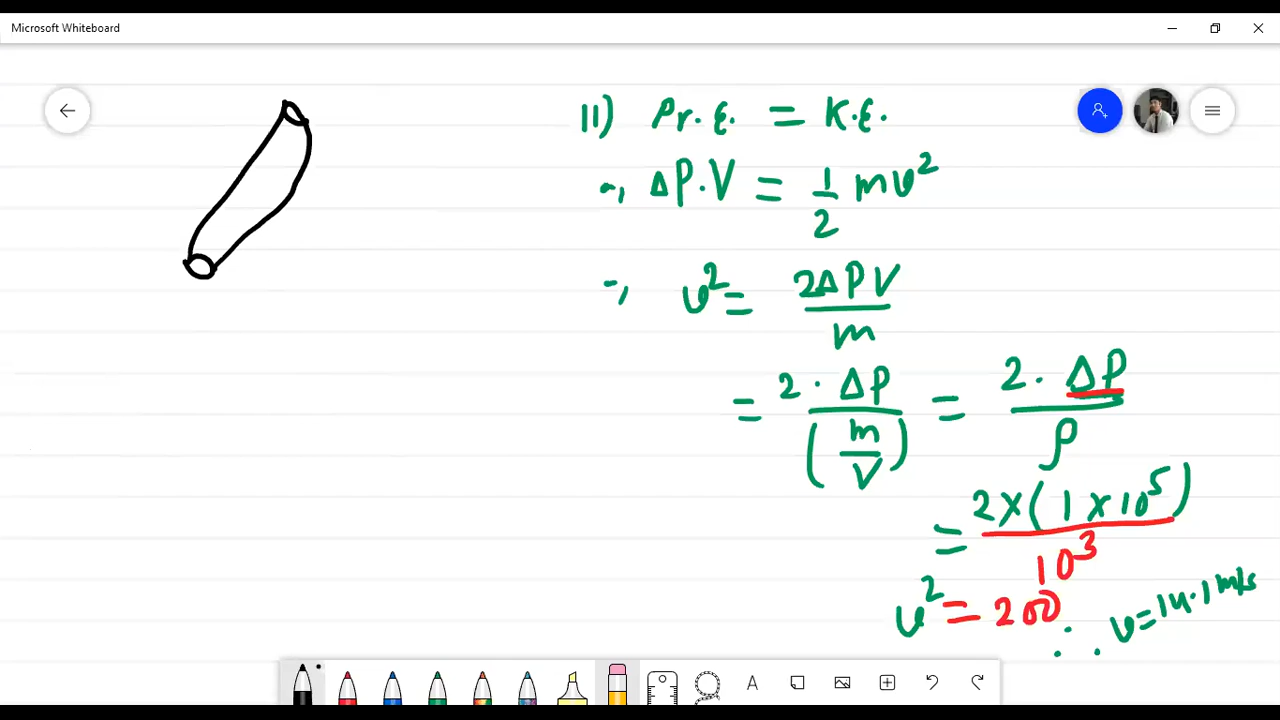 Microsoft Whiteboard
11) Pr.E. = K.E.
ΔP.V = 1/2 mv²
v² = 2ΔPV/m
= 2·ΔP/(m/V) = 2·ΔP/ρ
= 2×(1×10⁵)/10³
v² = 200 ∴ v=14.1m/s
A